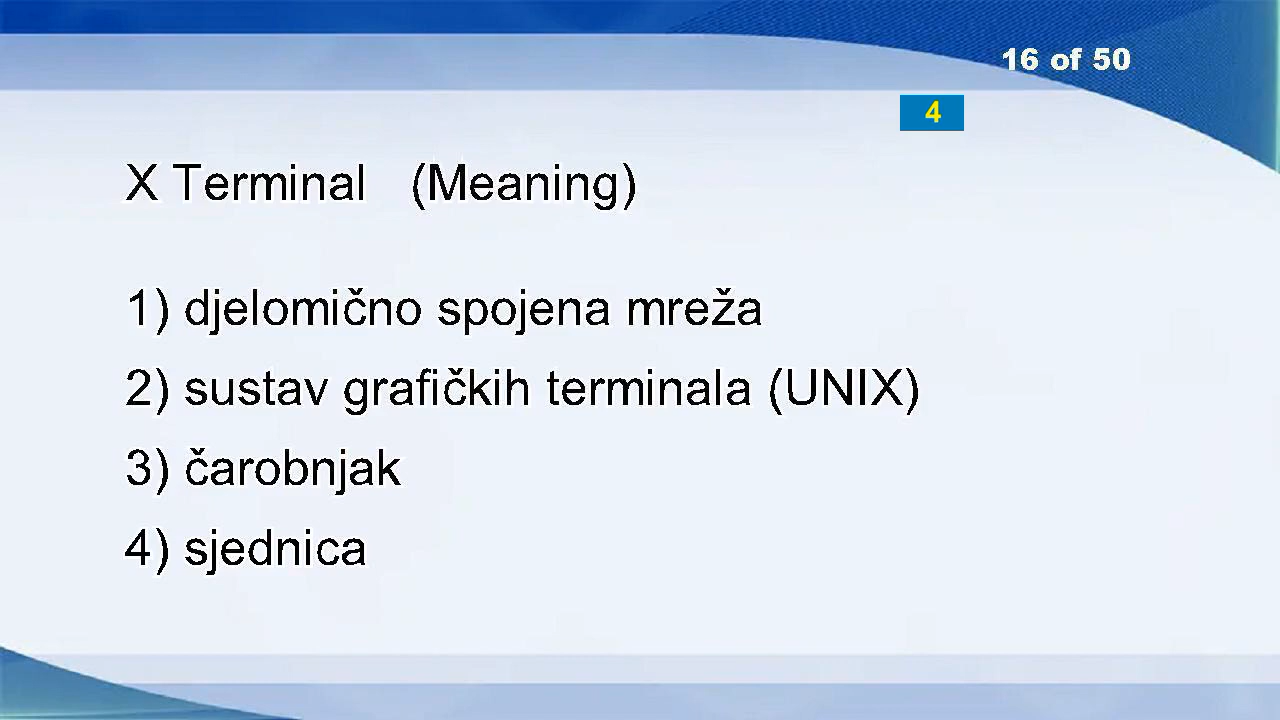 16 of 50
4
X Terminal (Meaning)
1) djelomično spojena mreža
2) sustav grafičkih terminala (UNIX)
3) čarobnjak
4) sjednica